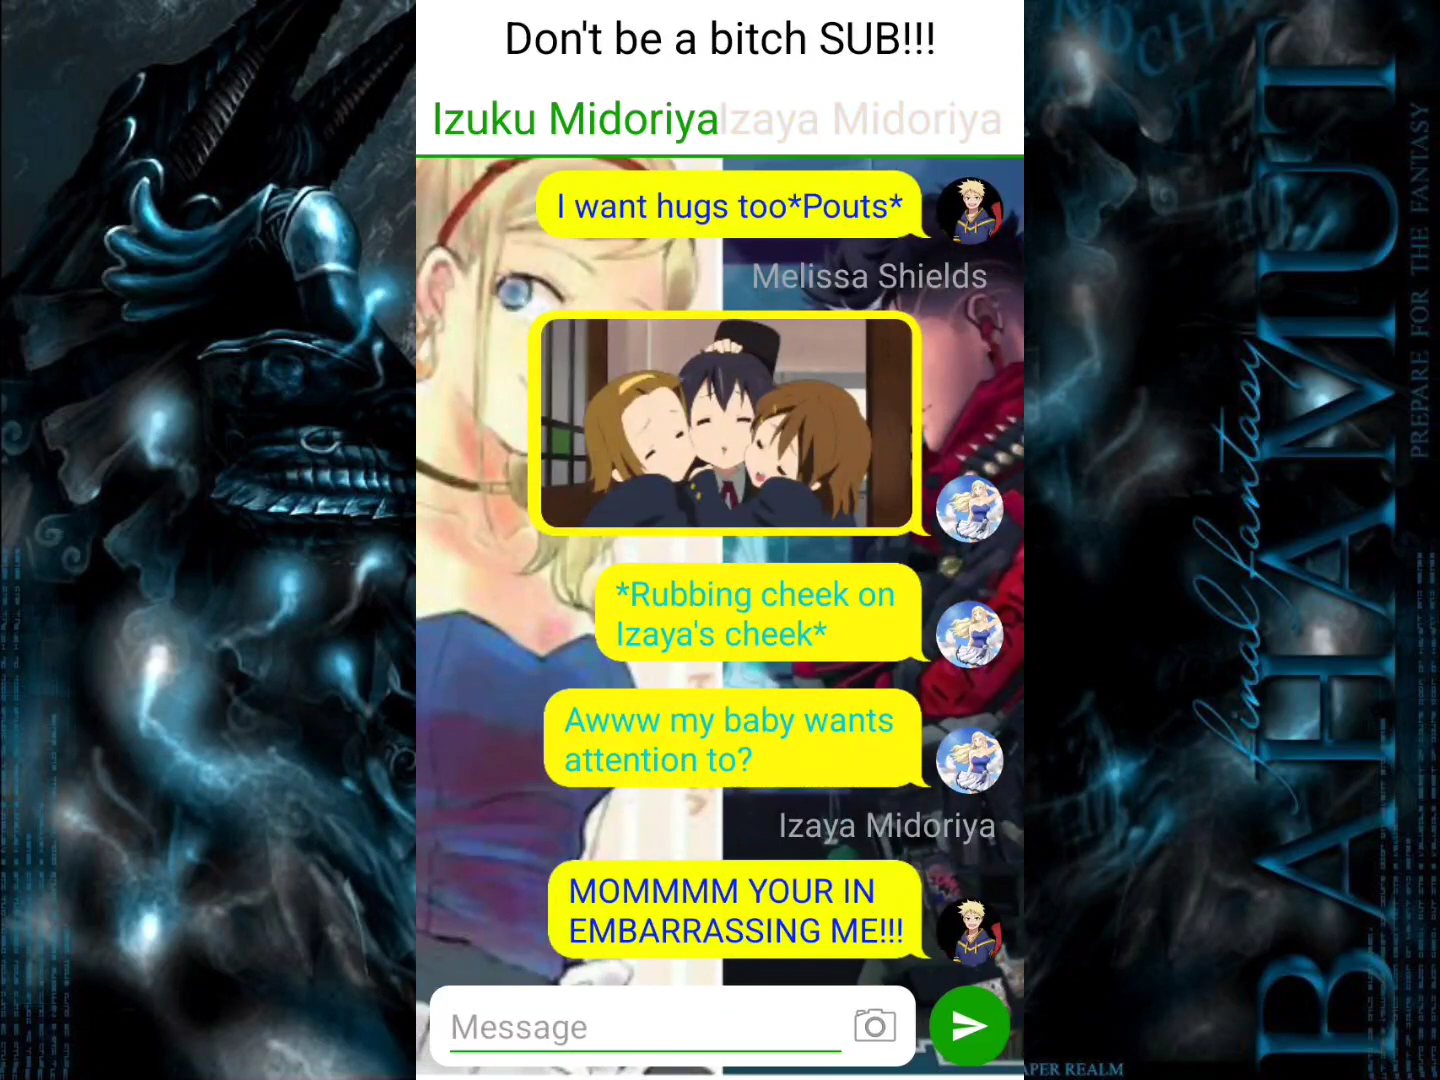 Don't be a bitch SUB!!!
Izuku Midoriya Izaya Midoriya
I want hugs too*Pouts*
Melissa Shields
*Rubbing cheek on
Izaya's cheek*
Awww my baby wants
attention to?
Izaya Midoriya
MOMMMM YOUR IN
EMBARRASSING ME!!!
Message
final fantasy
BAHAMUT
PREPARE FOR THE FANTASY
APER REALM